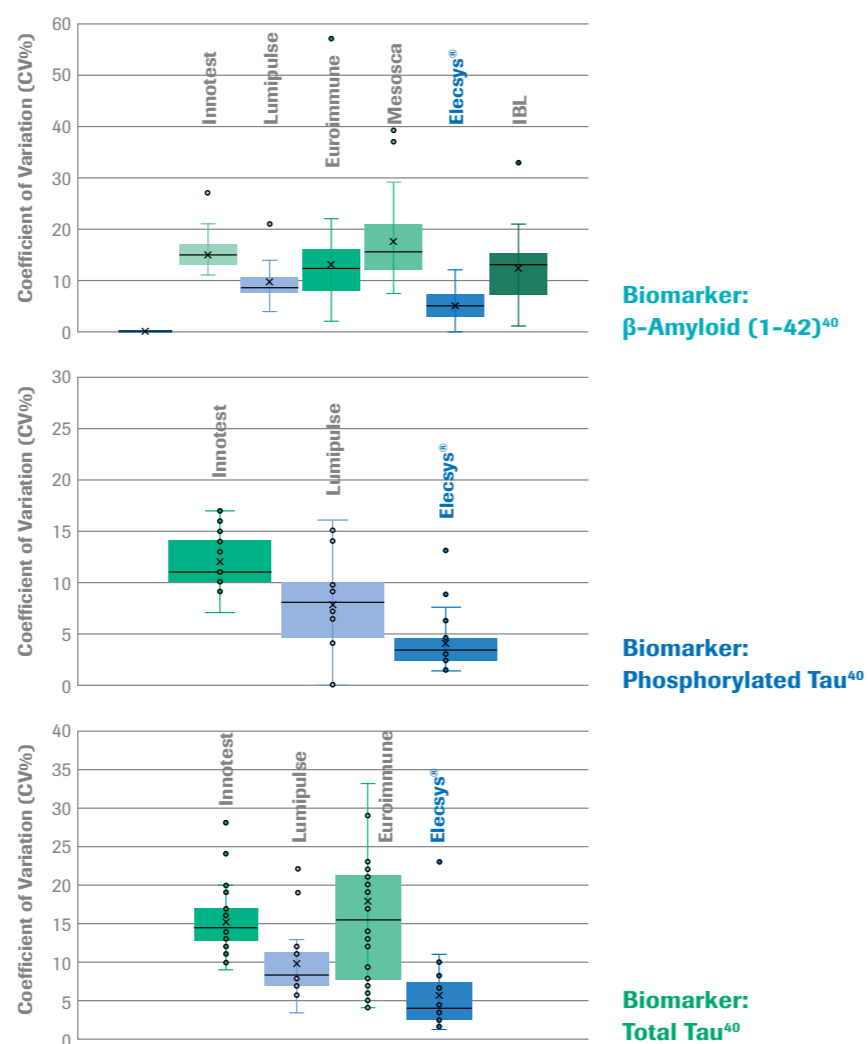 Coefficient of Variation (CV%)
60
50
40
30
20
10
0
Innotest
Lumipulse
Euroimmune
Mesosca
Elecsys®
IBL
Biomarker:
β-Amyloid (1-42)⁴⁰
Coefficient of Variation (CV%)
30
25
20
15
10
5
0
Innotest
Lumipulse
Elecsys®
Biomarker:
Phosphorylated Tau⁴⁰
Coefficient of Variation (CV%)
40
35
30
25
20
15
10
5
0
Innotest
Lumipulse
Euroimmune
Elecsys®
Biomarker:
Total Tau⁴⁰